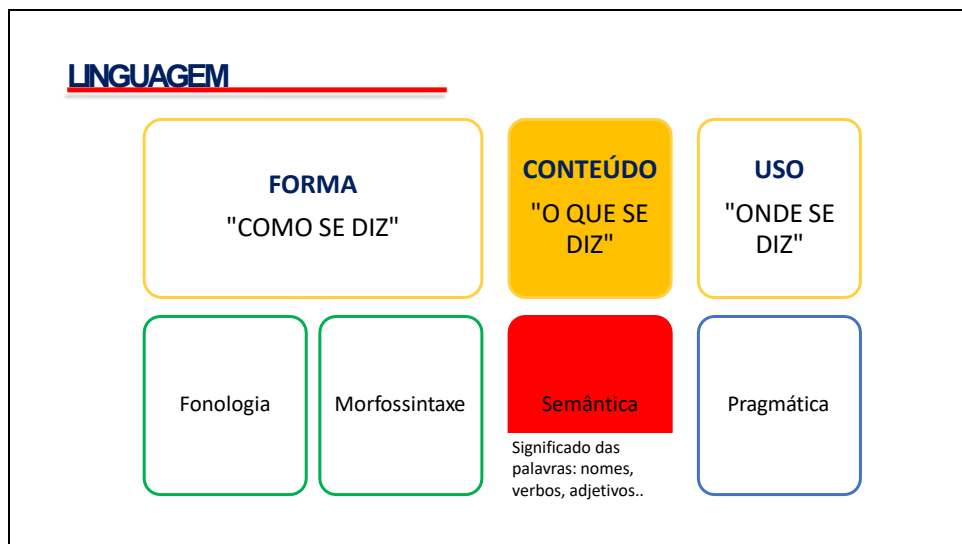 LINGUAGEM
FORMA
"COMO SE DIZ"
CONTEÚDO
"O QUE SE
DIZ"
USO
"ONDE SE
DIZ"
Fonologia
Morfossintaxe
Semântica
Significado das
palavras: nomes,
verbos, adjetivos..
Pragmática